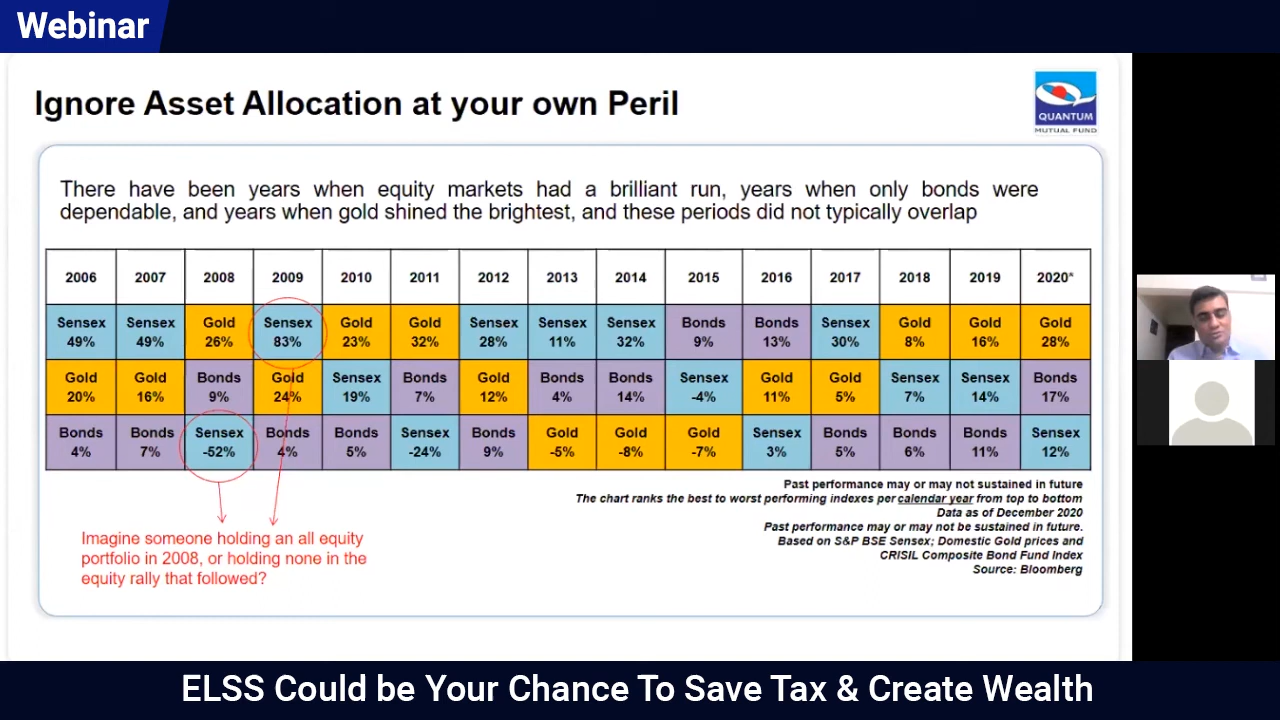 Webinar
Ignore Asset Allocation at your own Peril
QUANTUM
MUTUAL FUND
There have been years when equity markets had a brilliant run, years when only bonds were
dependable, and years when gold shined the brightest, and these periods did not typically overlap
2006 2007 2008 2009 2010 2011 2012 2013 2014 2015 2016 2017 2018 2019 2020*
Sensex Sensex Gold Sensex Gold Gold Sensex Sensex Sensex Bonds Bonds Sensex Gold Gold Gold
49% 49% 26% 83% 23% 32% 28% 11% 32% 9% 13% 30% 8% 16% 28%
Gold Gold Bonds Gold Sensex Bonds Gold Bonds Bonds Sensex Gold Gold Sensex Sensex Bonds
20% 16% 9% 24% 19% 7% 12% 4% 14% -4% 11% 5% 7% 14% 17%
Bonds Bonds Sensex Bonds Bonds Sensex Bonds Gold Gold Gold Sensex Bonds Bonds Bonds Sensex
4% 7% -52% 4% 5% -24% 9% -5% -8% -7% 3% 5% 6% 11% 12%
Past performance may or may not sustained in future
The chart ranks the best to worst performing indexes per calendar year from top to bottom
Data as of December 2020
Past performance may or may not be sustained in future.
Based on S&P BSE Sensex; Domestic Gold prices and
CRISIL Composite Bond Fund Index
Source: Bloomberg
Imagine someone holding an all equity
portfolio in 2008, or holding none in the
equity rally that followed?
ELSS Could be Your Chance To Save Tax & Create Wealth